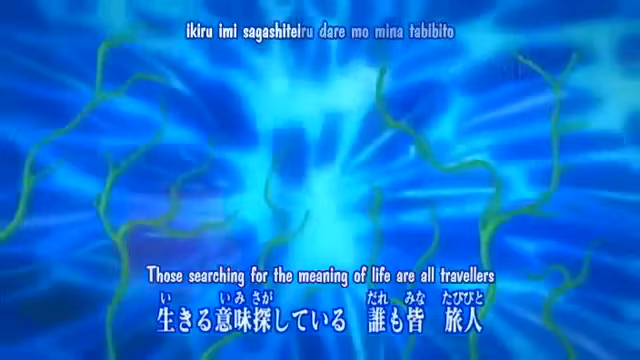 ikiru imi sagashiteiru dare mo mina tabibito
Those searching for the meaning of life are all travellers
い いみ さが だれ みな たびびと
生きる意味探している 誰も皆 旅人